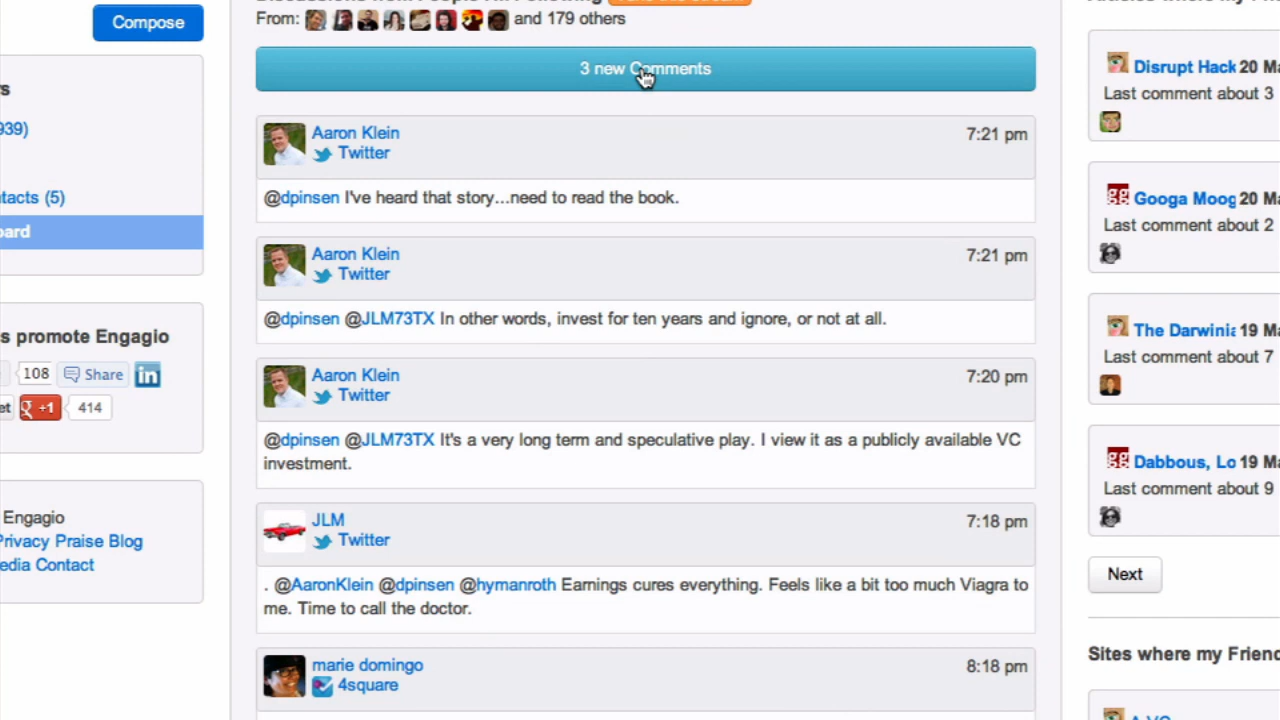 Compose
From: and 179 others
3 new Comments
Aaron Klein
7:21 pm
Twitter
@dpinsen I've heard that story...need to read the book.
Aaron Klein
7:21 pm
Twitter
@dpinsen @JLM73TX In other words, invest for ten years and ignore, or not at all.
Aaron Klein
7:20 pm
Twitter
@dpinsen @JLM73TX It's a very long term and speculative play. I view it as a publicly available VC
investment.
JLM
7:18 pm
Twitter
. @AaronKlein @dpinsen @hymanroth Earnings cures everything. Feels like a bit too much Viagra to
me. Time to call the doctor.
marie domingo
8:18 pm
4square
rs
939)
tacts (5)
oard
s promote Engagio
108 Share in
et +1 414
Engagio
Privacy Praise Blog
edia Contact
Disrupt Hack 20 Ma
Last comment about 3
gg Googa Moog 20 Ma
Last comment about 2
The Darwinia 19 Ma
Last comment about 7
gg Dabbous, Lo 19 Ma
Last comment about 9
Next
Sites where my Friend